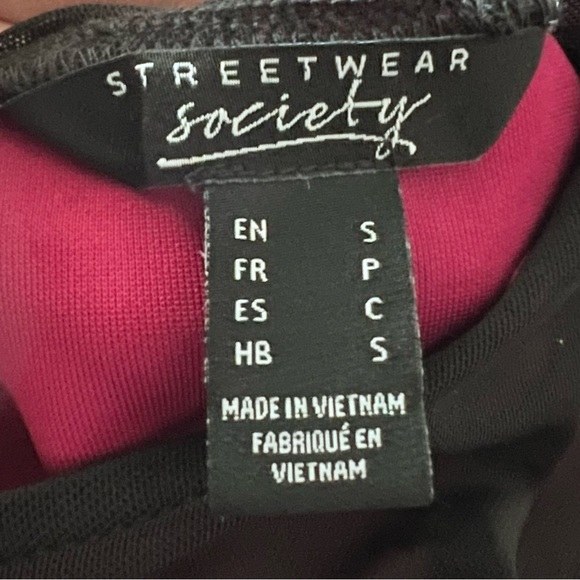 STREETWEAR
society
EN S
FR P
ES C
HB S
MADE IN VIETNAM
FABRIQUÉ EN
VIETNAM